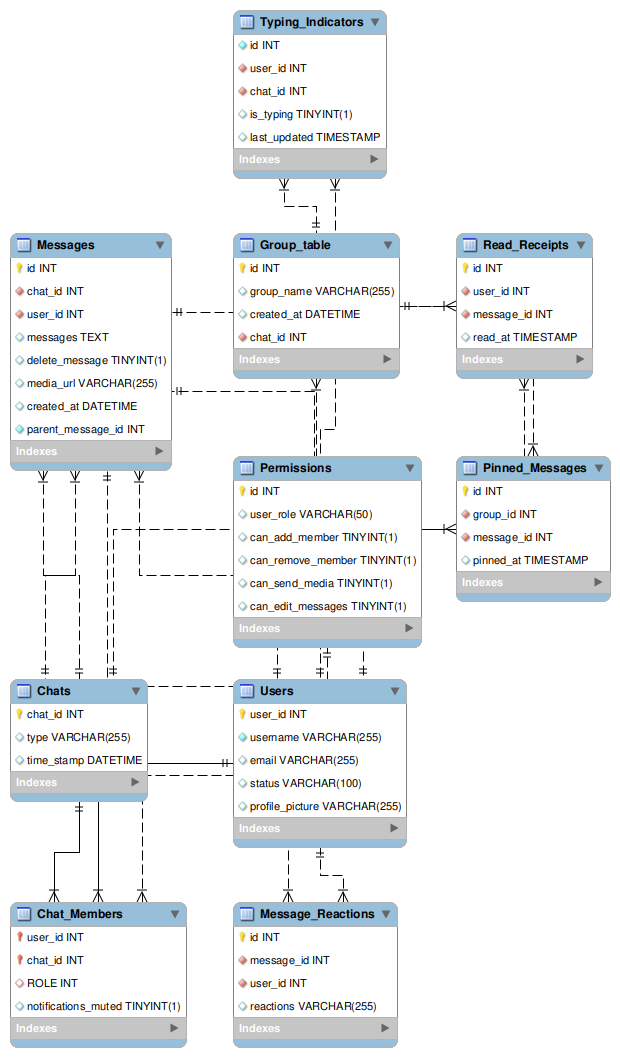 Typing_Indicators
id INT
user_id INT
chat_id INT
is_typing TINYINT(1)
last_updated TIMESTAMP
Indexes
Messages
id INT
chat_id INT
user_id INT
messages TEXT
delete_message TINYINT(1)
media_url VARCHAR(255)
created_at DATETIME
parent_message_id INT
Indexes
Group_table
id INT
group_name VARCHAR(255)
created_at DATETIME
chat_id INT
Indexes
Read_Receipts
id INT
user_id INT
message_id INT
read_at TIMESTAMP
Indexes
Permissions
id INT
user_role VARCHAR(50)
can_add_member TINYINT(1)
can_remove_member TINYINT(1)
can_send_media TINYINT(1)
can_edit_messages TINYINT(1)
Indexes
Pinned_Messages
id INT
group_id INT
message_id INT
pinned_at TIMESTAMP
Indexes
Chats
chat_id INT
type VARCHAR(255)
time_stamp DATETIME
Indexes
Users
user_id INT
username VARCHAR(255)
email VARCHAR(255)
status VARCHAR(100)
profile_picture VARCHAR(255)
Indexes
Chat_Members
user_id INT
chat_id INT
ROLE INT
notifications_muted TINYINT(1)
Indexes
Message_Reactions
id INT
message_id INT
user_id INT
reactions VARCHAR(255)
Indexes